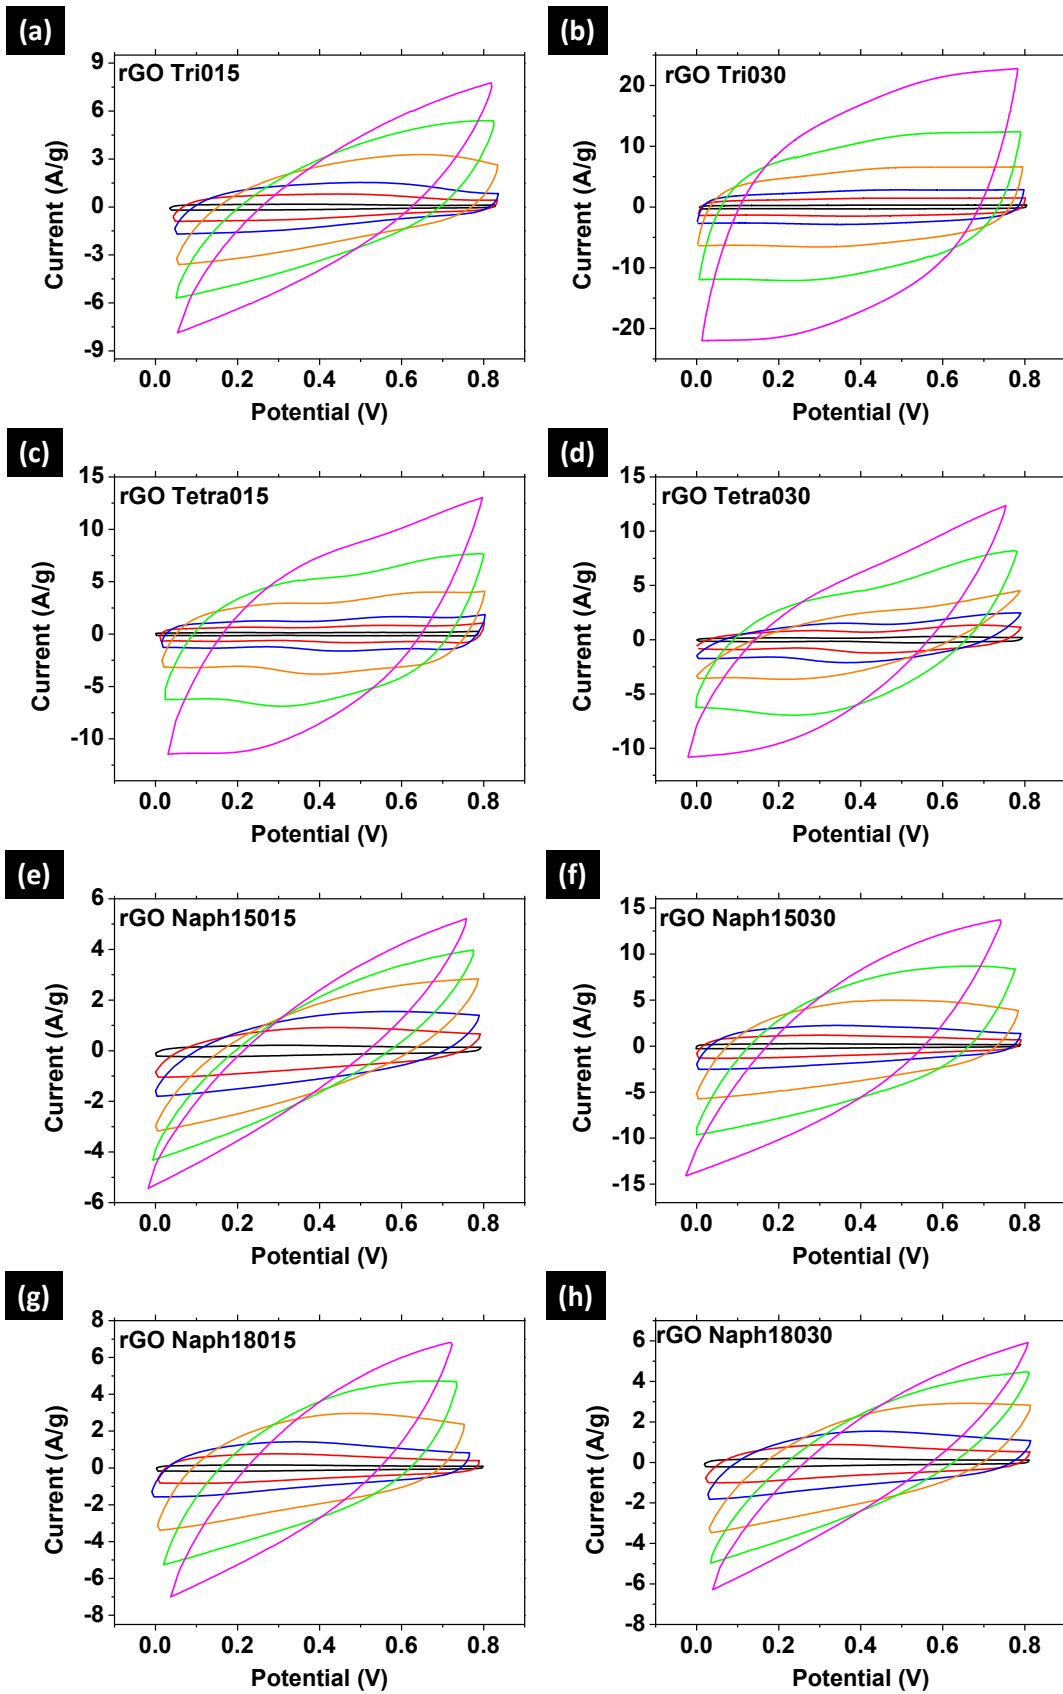 (a)
rGO Tri015
9
6
3
0
-3
-6
-9
Current (A/g)
0.0 0.2 0.4 0.6 0.8
Potential (V)
(b)
rGO Tri030
20
10
0
-10
-20
Current (A/g)
0.0 0.2 0.4 0.6 0.8
Potential (V)
(c)
rGO Tetra015
15
10
5
0
-5
-10
Current (A/g)
0.0 0.2 0.4 0.6 0.8
Potential (V)
(d)
rGO Tetra030
15
10
5
0
-5
-10
Current (A/g)
0.0 0.2 0.4 0.6 0.8
Potential (V)
(e)
rGO Naph15015
6
4
2
0
-2
-4
-6
Current (A/g)
0.0 0.2 0.4 0.6 0.8
Potential (V)
(f)
rGO Naph15030
15
10
5
0
-5
-10
-15
Current (A/g)
0.0 0.2 0.4 0.6 0.8
Potential (V)
(g)
rGO Naph18015
8
6
4
2
0
-2
-4
-6
-8
Current (A/g)
0.0 0.2 0.4 0.6 0.8
Potential (V)
(h)
rGO Naph18030
6
4
2
0
-2
-4
-6
-8
Current (A/g)
0.0 0.2 0.4 0.6 0.8
Potential (V)